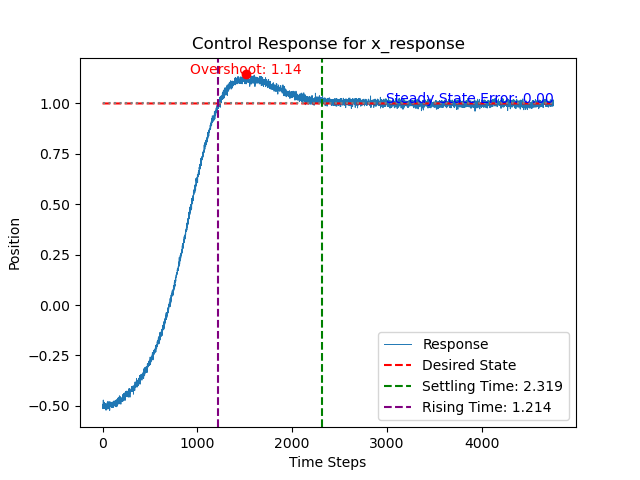 Control Response for x_response
Overshoot: 1.14
Steady State Error: 0.00
1.00
0.75
0.50
0.25
0.00
−0.25
−0.50
Position
Response
Desired State
Settling Time: 2.319
Rising Time: 1.214
0
1000
2000
3000
4000
Time Steps